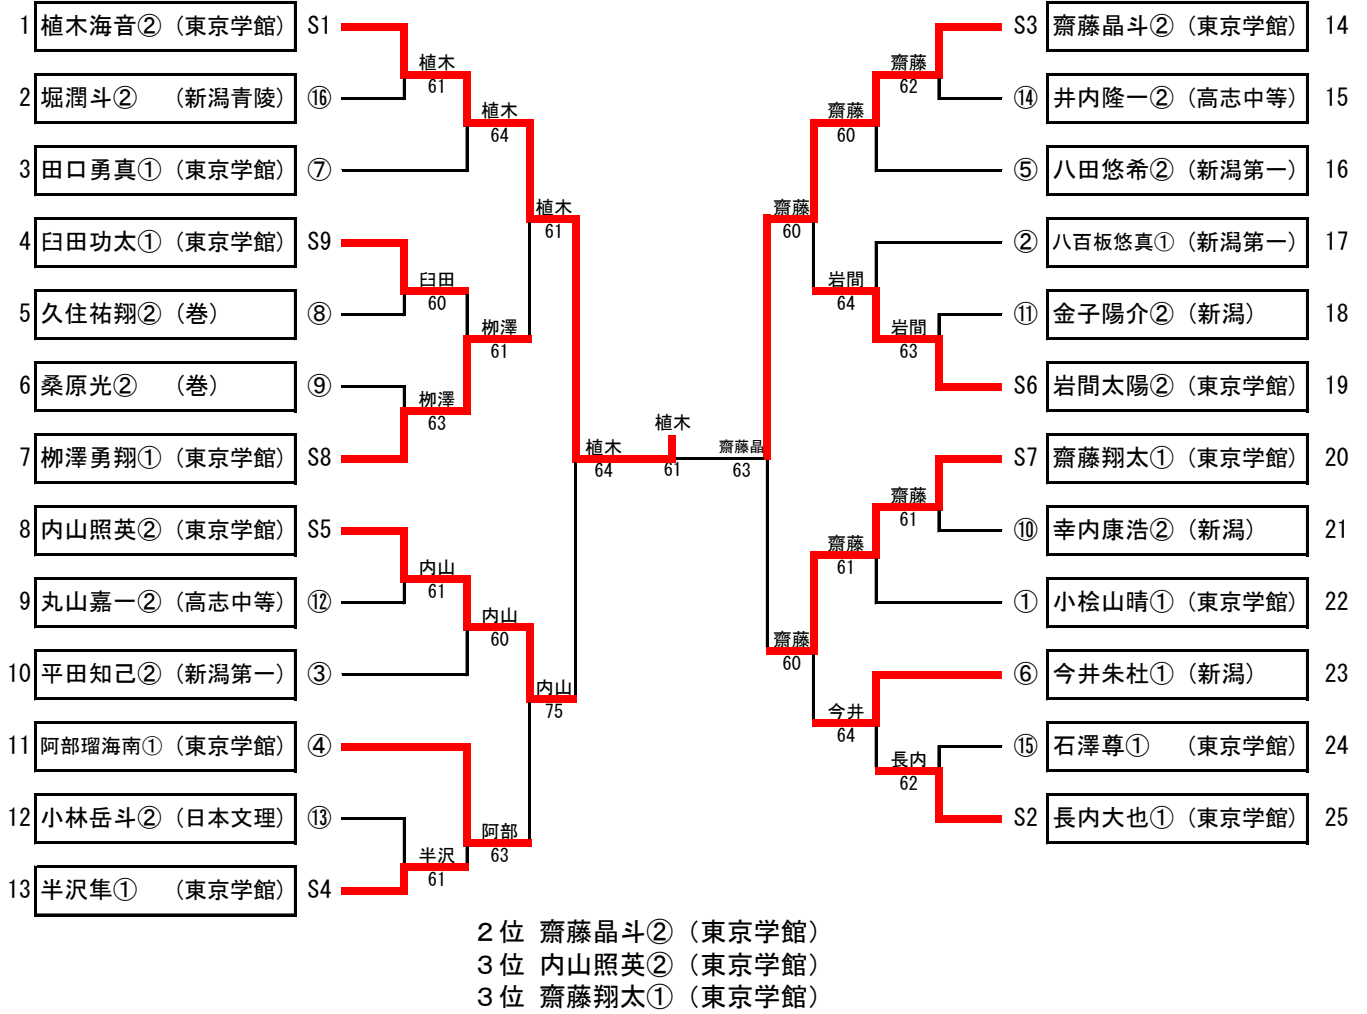 1 植木海音② (東京学館) S1
植木
61
2 堀潤斗② (新潟青陵) ⑯
植木
64
3 田口勇真① (東京学館) ⑦
植木
61
4 臼田功太① (東京学館) S9
臼田
60
5 久住祐翔② (巻) ⑧
栁澤
61
6 桑原光② (巻) ⑨
栁澤
63
7 栁澤勇翔① (東京学館) S8
植木
64
8 内山照英② (東京学館) S5
内山
61
9 丸山嘉一② (高志中等) ⑫
内山
60
10 平田知己② (新潟第一) ③
内山
75
11 阿部瑠海南① (東京学館) ④
12 小林岳斗② (日本文理) ⑬
阿部
63
半沢
61
13 半沢隼① (東京学館) S4
植木
61
齋藤晶
63
S3 齋藤晶斗② (東京学館) 14
齋藤
62
⑭ 井内隆一② (高志中等) 15
齋藤
60
⑤ 八田悠希② (新潟第一) 16
齋藤
60
② 八百板悠真① (新潟第一) 17
岩間
64
⑪ 金子陽介② (新潟) 18
岩間
63
S6 岩間太陽② (東京学館) 19
S7 齋藤翔太① (東京学館) 20
齋藤
61
⑩ 幸内康浩② (新潟) 21
齋藤
61
① 小桧山晴① (東京学館) 22
齋藤
60
⑥ 今井朱杜① (新潟) 23
今井
64
⑮ 石澤尊① (東京学館) 24
長内
62
S2 長内大也① (東京学館) 25
２位 齋藤晶斗② (東京学館)
３位 内山照英② (東京学館)
３位 齋藤翔太① (東京学館)